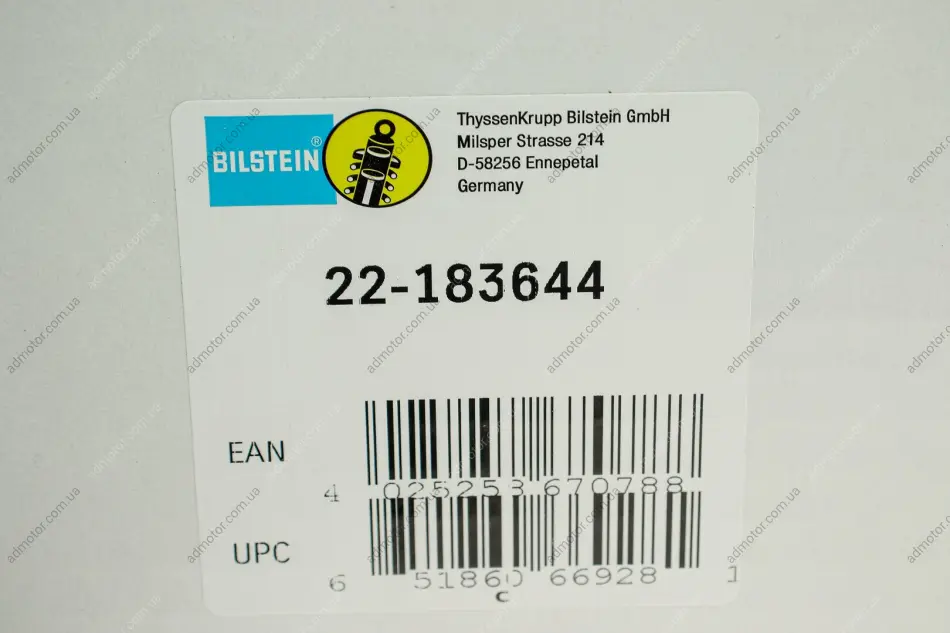 BILSTEIN®
ThyssenKrupp Bilstein GmbH
Milsper Strasse 214
D-58256 Ennepetal
Germany
22-183644
EAN
4 025258 670788
UPC
6 51860 66928 1
C
admotor.com.ua